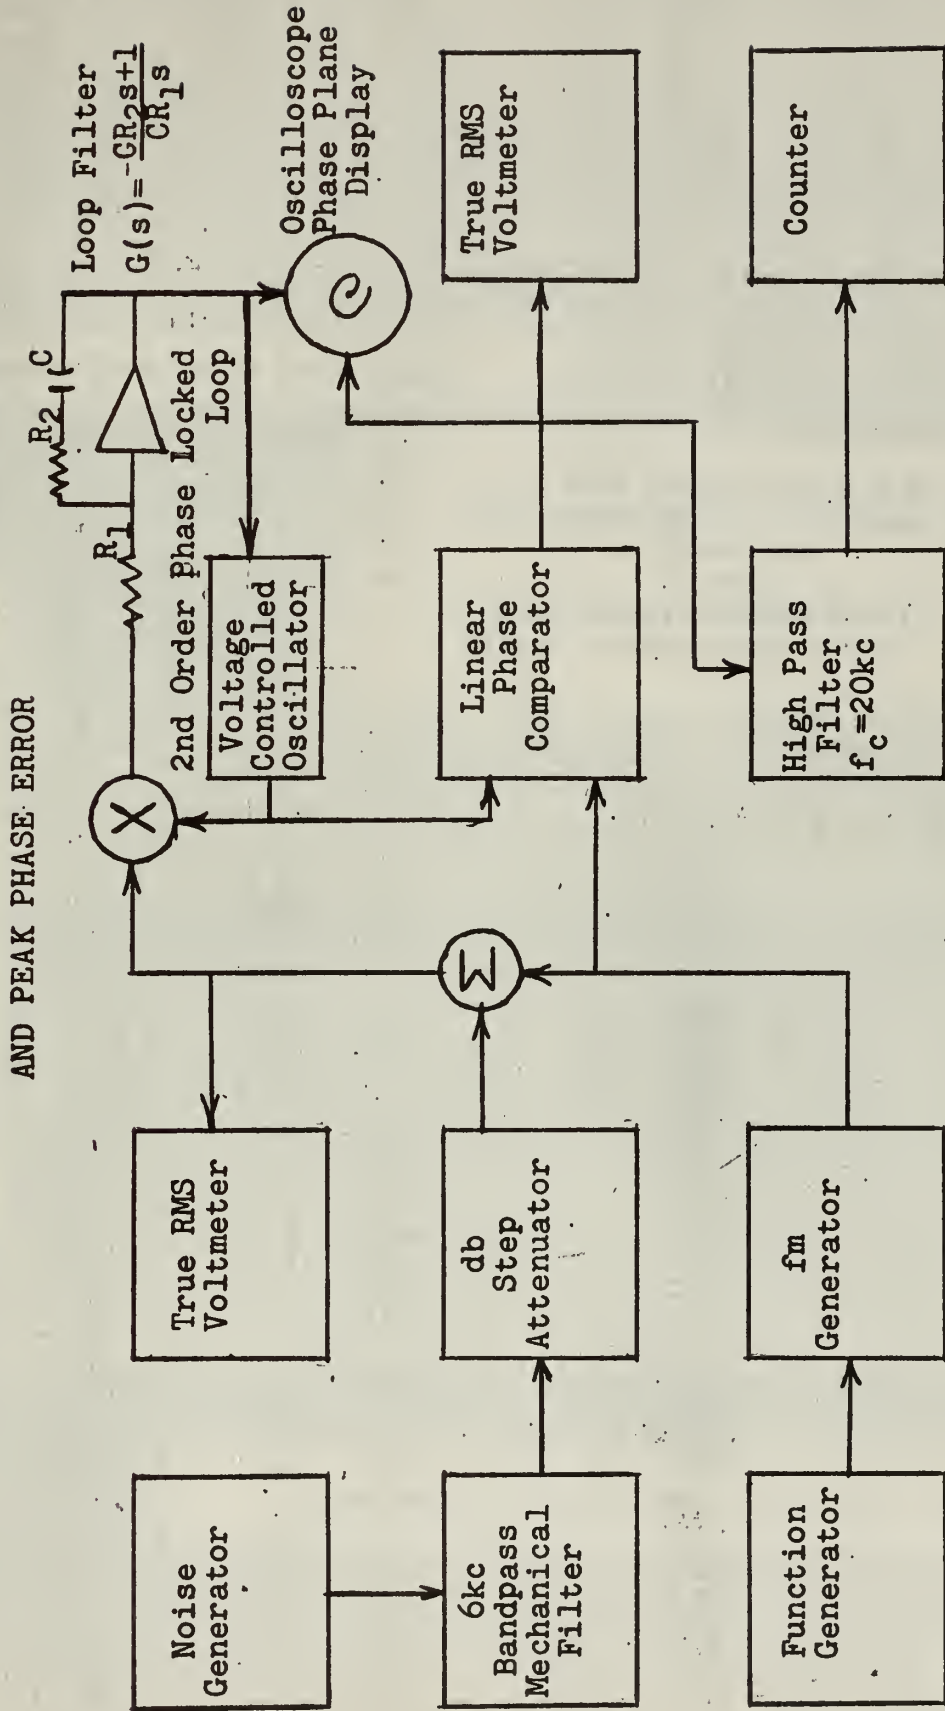 AND PEAK PHASE ERROR
Noise
Generator
True RMS
Voltmeter
X
R1
R2
C
Loop Filter
G(s)=-CR2s+1
CR1s
2nd Order Phase Locked
Loop
Voltage
Controlled
Oscillator
Oscilloscope
Phase Plane
Display
6kc
Bandpass
Mechanical
Filter
db
Step
Attenuator
Σ
Linear
Phase
Comparator
True RMS
Voltmeter
Function
Generator
fm
Generator
High Pass
Filter
fc=20kc
Counter